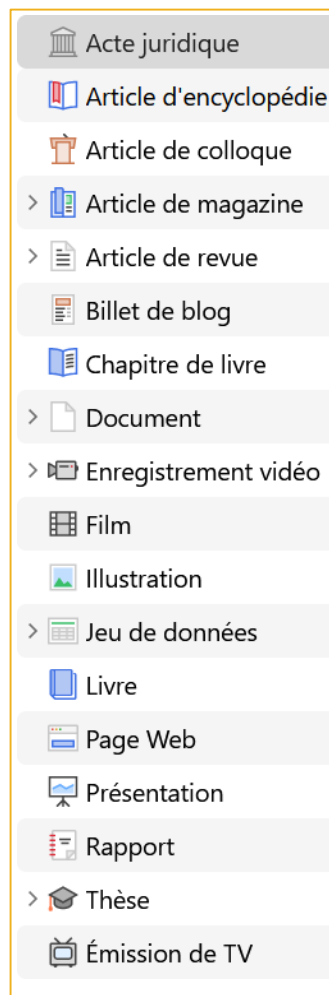 Acte juridique
Article d'encyclopédie
Article de colloque
Article de magazine
Article de revue
Billet de blog
Chapitre de livre
Document
Enregistrement vidéo
Film
Illustration
Jeu de données
Livre
Page Web
Présentation
Rapport
Thèse
Émission de TV